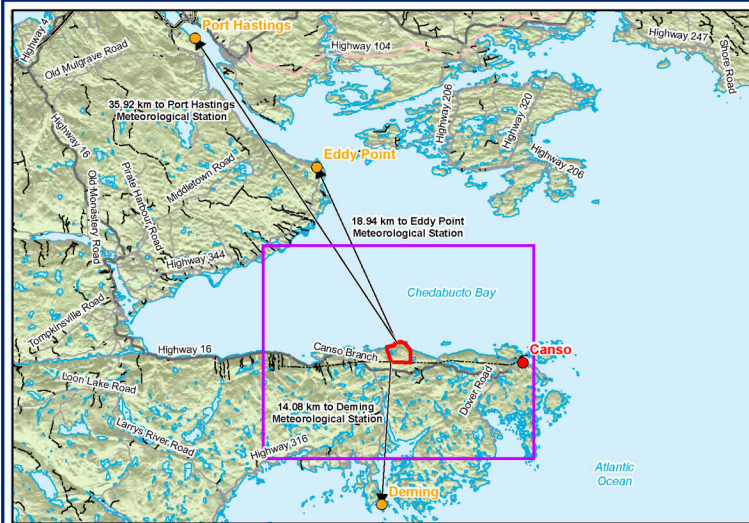 Port Hastings
Highway 4
Highway 104
Highway 247
Shore Road
Old Mulgrave Road
35.92 km to Port Hastings
Meteorological Station
Highway 206
Highway 320
Highway 16
Eddy Point
Highway 206
Middletown Road
Pirate Harbour Road
Old Monastery Road
18.94 km to Eddy Point
Meteorological Station
Highway 344
Chedabucto Bay
Tompkinsville Road
Highway 16
Canso Branch
Canso
Loon Lake Road
Dover Road
14.08 km to Deming
Meteorological Station
Larrys River Road
Highway 316
Atlantic
Ocean
Deming